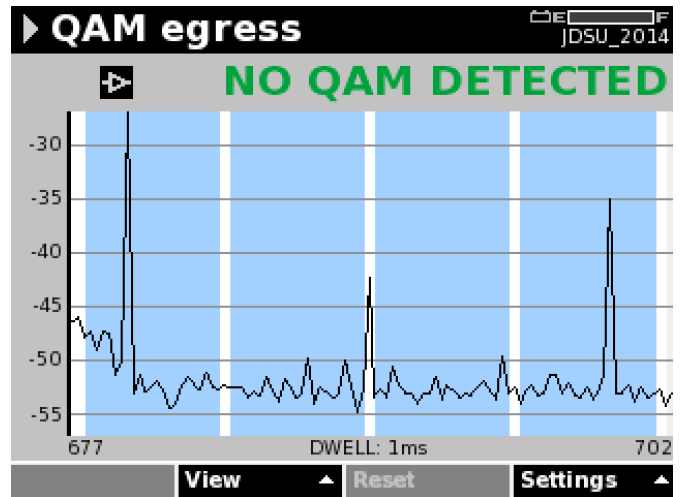 QAM egress
E F
JDSU_2014
NO QAM DETECTED
-30
-35
-40
-45
-50
-55
677 DWELL: 1ms 702
View Reset Settings